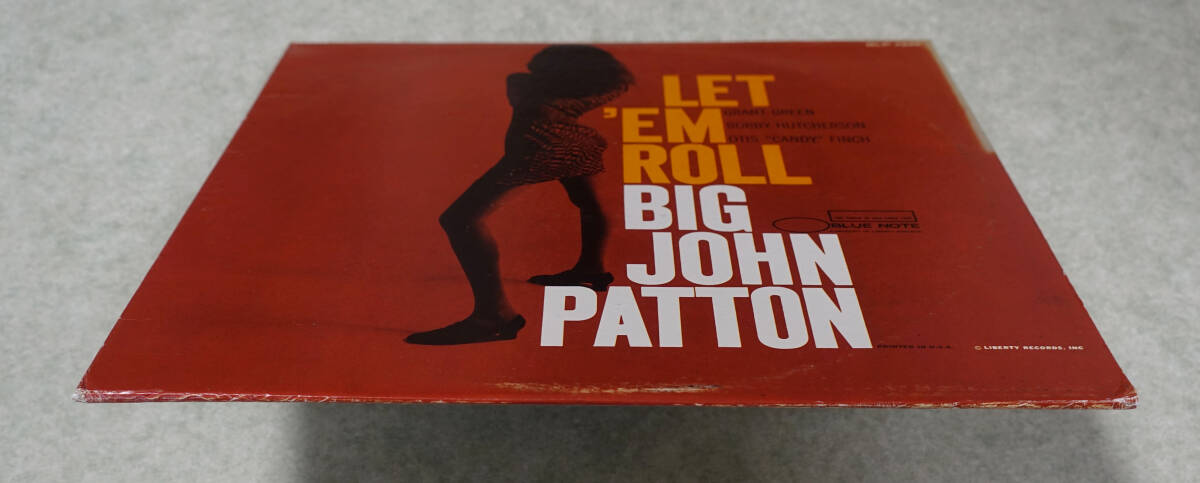 LET
'EM
ROLL
GRANT GREEN
BOBBY HUTCHERSON
OTIS "CANDY" FINCH
BIG
JOHN
PATTON
BLUE NOTE
PRINTED IN U.S.A.
© LIBERTY RECORDS, INC